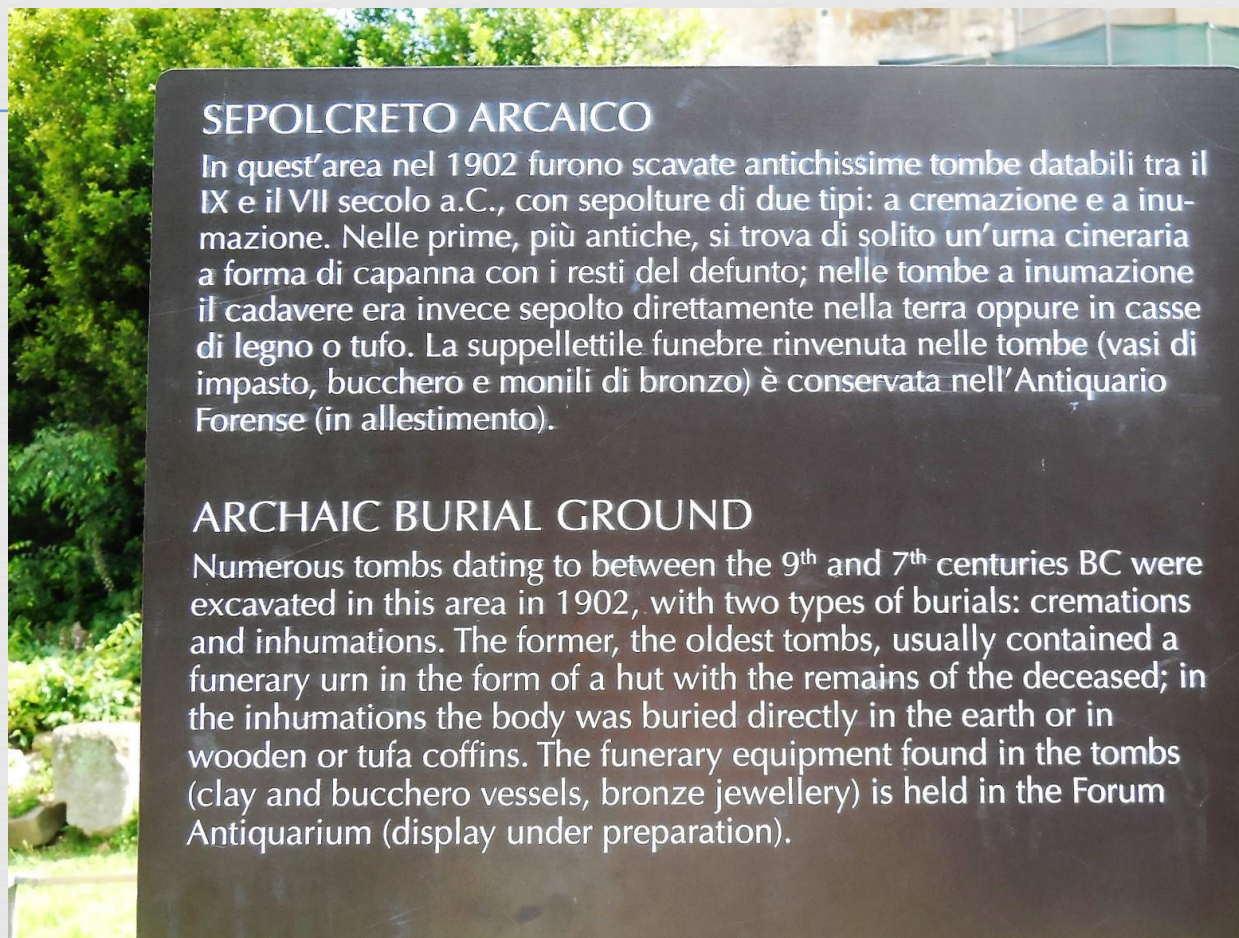 SEPOLCRETO ARCAICO
In quest'area nel 1902 furono scavate antichissime tombe databili tra il
IX e il VII secolo a.C., con sepolture di due tipi: a cremazione e a inu-
mazione. Nelle prime, più antiche, si trova di solito un'urna cineraria
a forma di capanna con i resti del defunto; nelle tombe a inumazione
il cadavere era invece sepolto direttamente nella terra oppure in casse
di legno o tufo. La suppellettile funebre rinvenuta nelle tombe (vasi di
impasto, bucchero e monili di bronzo) è conservata nell'Antiquario
Forense (in allestimento).
ARCHAIC BURIAL GROUND
Numerous tombs dating to between the 9th and 7th centuries BC were
excavated in this area in 1902, with two types of burials: cremations
and inhumations. The former, the oldest tombs, usually contained a
funerary urn in the form of a hut with the remains of the deceased; in
the inhumations the body was buried directly in the earth or in
wooden or tufa coffins. The funerary equipment found in the tombs
(clay and bucchero vessels, bronze jewellery) is held in the Forum
Antiquarium (display under preparation).